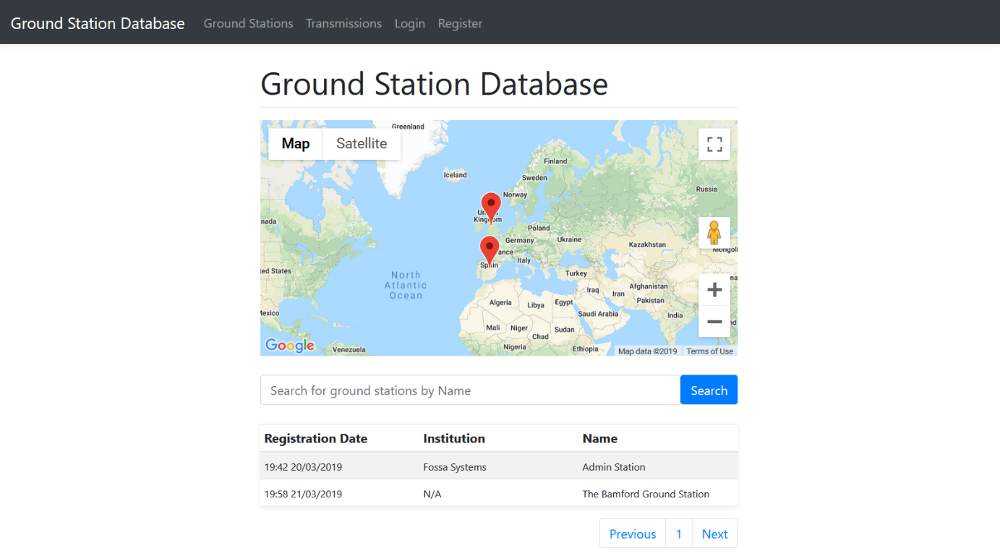 Ground Station Database Ground Stations Transmissions Login Register
Ground Station Database
Map Satellite
Greenland
Iceland
Finland
Sweden
Norway
Russia
United
Kingdom
nada
Poland
Germany
Ukraine
Kazakhstan
Mongoli
ance
Italy
Spain
ed States
Turkey
North
Atlantic
Ocean
Iraq
Iran
Afghanistan
Pakistan
na
Algeria
Libya
Egypt
Saudi Arabia
India
nd
Mexico
Mali
Niger
Chad
Sudan
Nigeria
Ethiopia
Venezuela
Google
Map data ©2019 Terms of Use
Search for ground stations by Name Search
Registration Date Institution Name
19:42 20/03/2019 Fossa Systems Admin Station
19:58 21/03/2019 N/A The Bamford Ground Station
Previous 1 Next